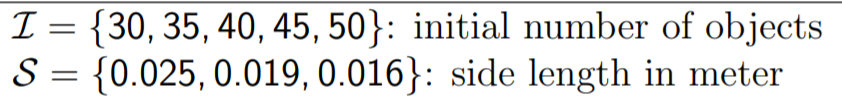 ℐ = {30, 35, 40, 45, 50}: initial number of objects
𝒮 = {0.025, 0.019, 0.016}: side length in meter